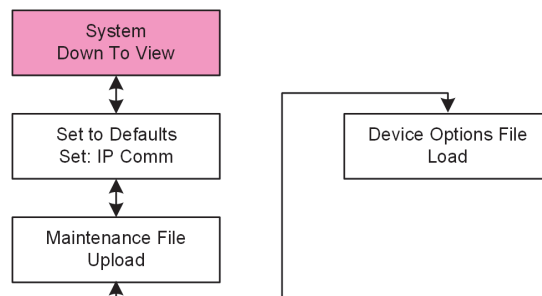 System
Down To View
Set to Defaults
Set: IP Comm
Maintenance File
Upload
Device Options File
Load